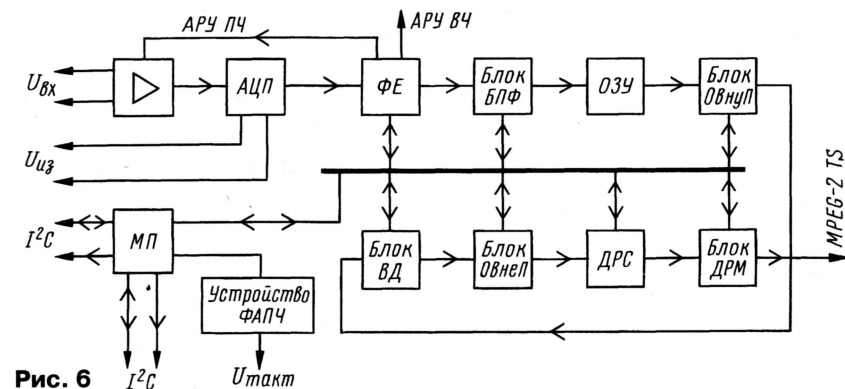 АРУ ПЧ
АРУ ВЧ
Uвх
АЦП
ФЕ
Блок
БПФ
ОЗУ
Блок
ОВнуП
Uиз
MPEG-2 TS
I²C
МП
Блок
ВД
Блок
ОВнеП
ДРС
Блок
ДРМ
Устройство
ФАПЧ
Рис. 6
I²C
Uтакт